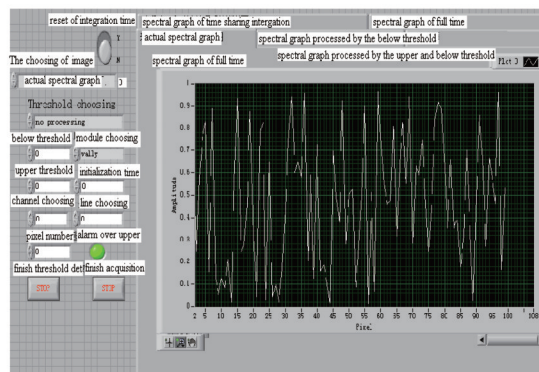 reset of integration time
Y
N
The choosing of image
actual spectral graph
Threshold choosing
no processing
below threshold
module choosing
0
vally
upper threshold
initialization time
0
0
channel choosing
line choosing
0
0
pixel number
alarm over upper
0
finish threshold det
finish acquisition
STOP
STOP
spectral graph of time sharing intergation
spectral graph of full time
actual spectral graph
spectral graph processed by the below threshold
spectral graph of full time
spectral graph processed by the upper and below threshold
Plot 0
Amplitude
1
0.9
0.8
0.7
0.6
0.5
0.4
0.3
0.2
0.1
0
2 5 10 15 20 25 30 35 40 45 50 55 60 65 70 75 80 85 90 95 100 108
Pixel